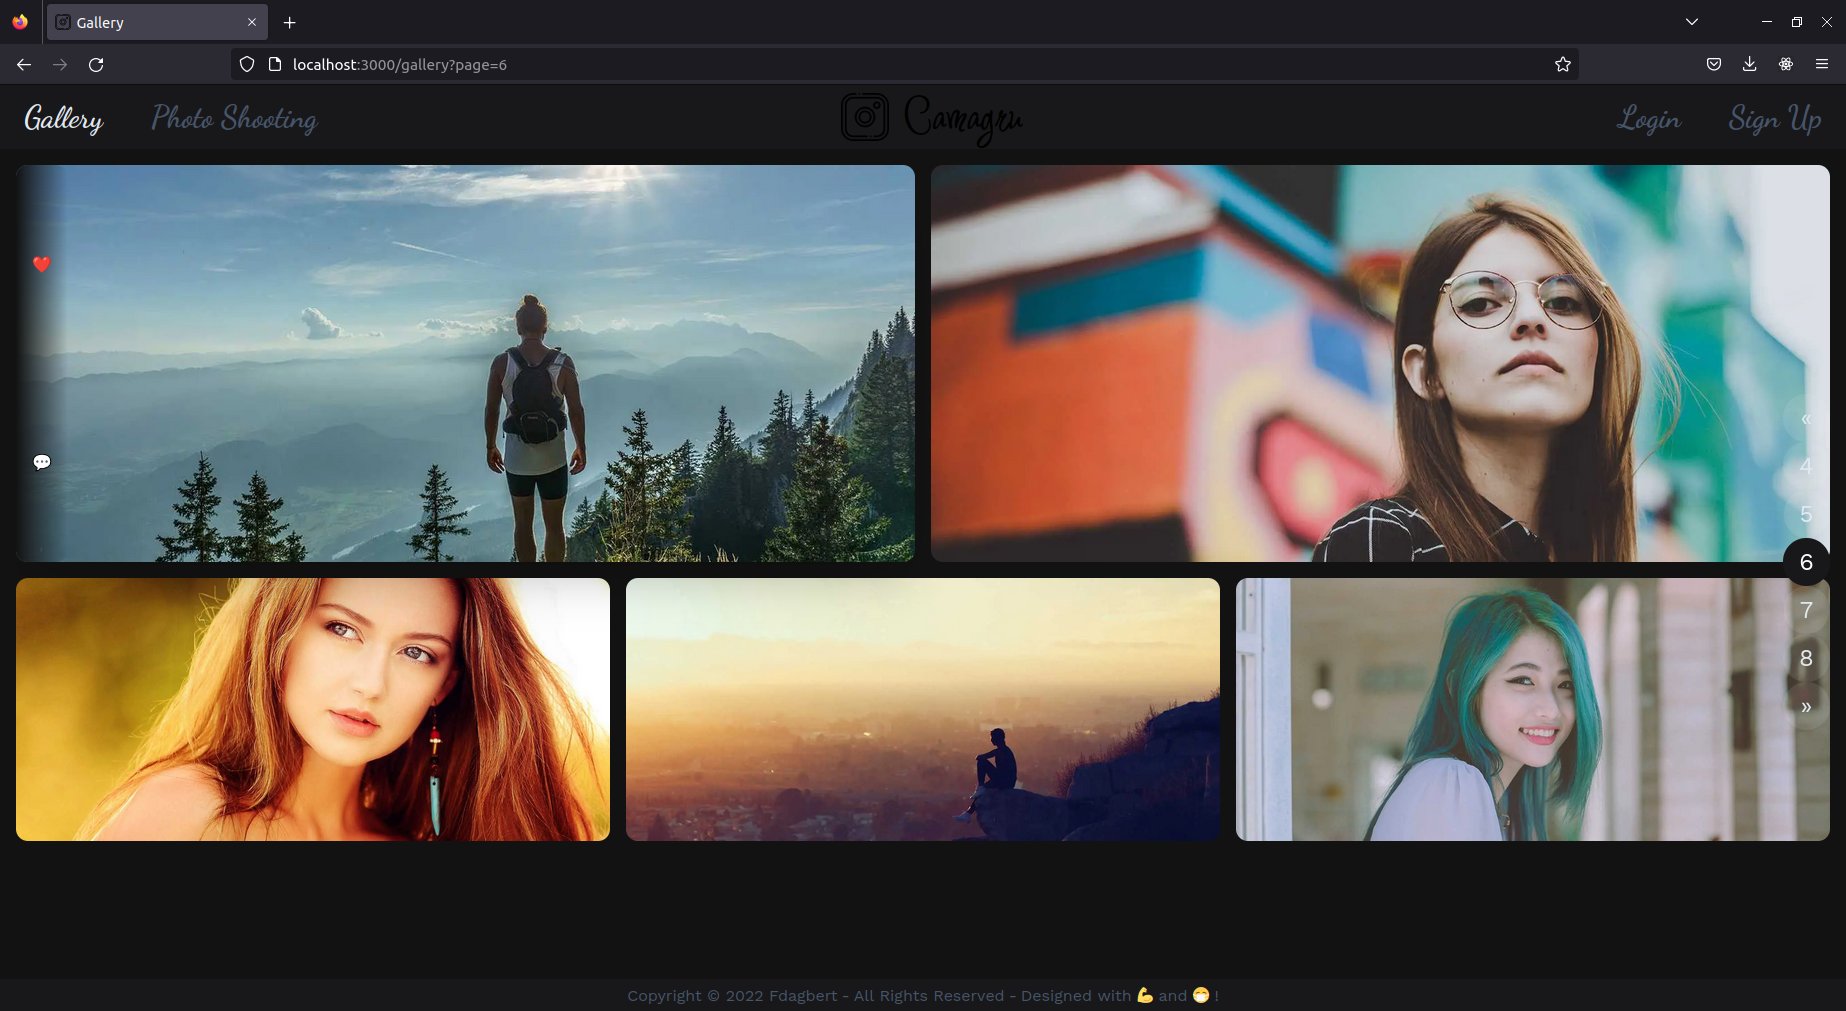 Gallery
localhost:3000/gallery?page=6
Gallery Photo Shooting Camagru Login Sign Up
«
4
5
6
7
8
»
Copyright © 2022 Fdagbert - All Rights Reserved - Designed with 💪 and 😷 !